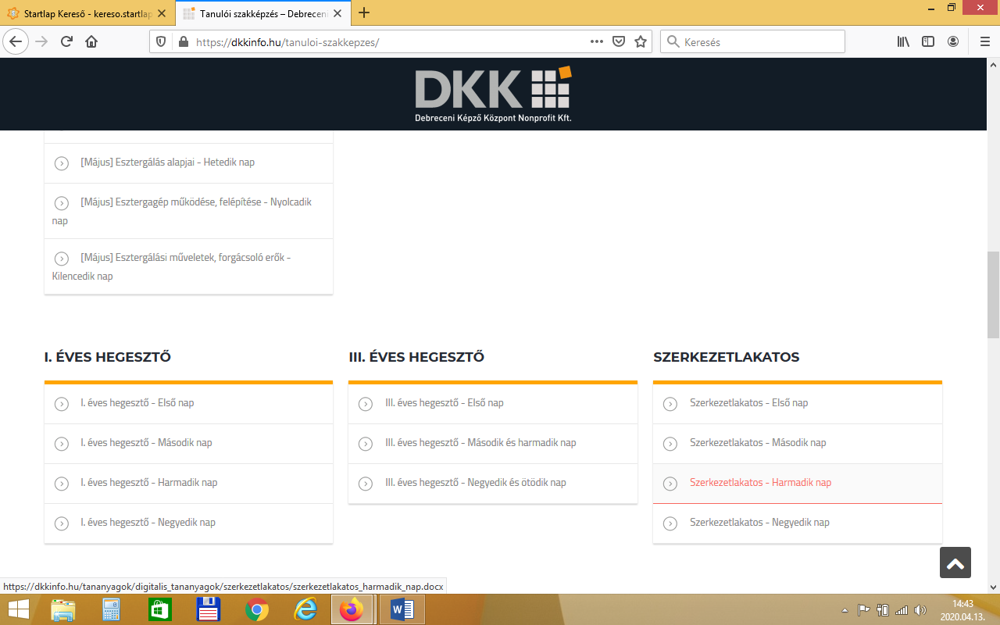 Startlap Kereső - kereso.startlap
Tanulói szakképzés – Debreceni
https://dkkinfo.hu/tanuloi-szakkepzes/
Keresés
DKK
Debreceni Képző Központ Nonprofit Kft.
[Május] Esztergálás alapjai - Hetedik nap
[Május] Esztergagép működése, felépítése - Nyolcadik
nap
[Május] Esztergálási műveletek, forgácsoló erők -
Kilencedik nap
I. ÉVES HEGESZTŐ
I. éves hegesztő - Első nap
I. éves hegesztő - Második nap
I. éves hegesztő - Harmadik nap
I. éves hegesztő - Negyedik nap
III. ÉVES HEGESZTŐ
III. éves hegesztő - Első nap
III. éves hegesztő - Második és harmadik nap
III. éves hegesztő - Negyedik és ötödik nap
SZERKEZETLAKATOS
Szerkezetlakatos - Első nap
Szerkezetlakatos - Második nap
Szerkezetlakatos - Harmadik nap
Szerkezetlakatos - Negyedik nap
https://dkkinfo.hu/tananyagok/digitalis_tananyagok/szerkezetlakatos/szerkezetlakatos_harmadik_nap.docx
14:43
2020.04.13.